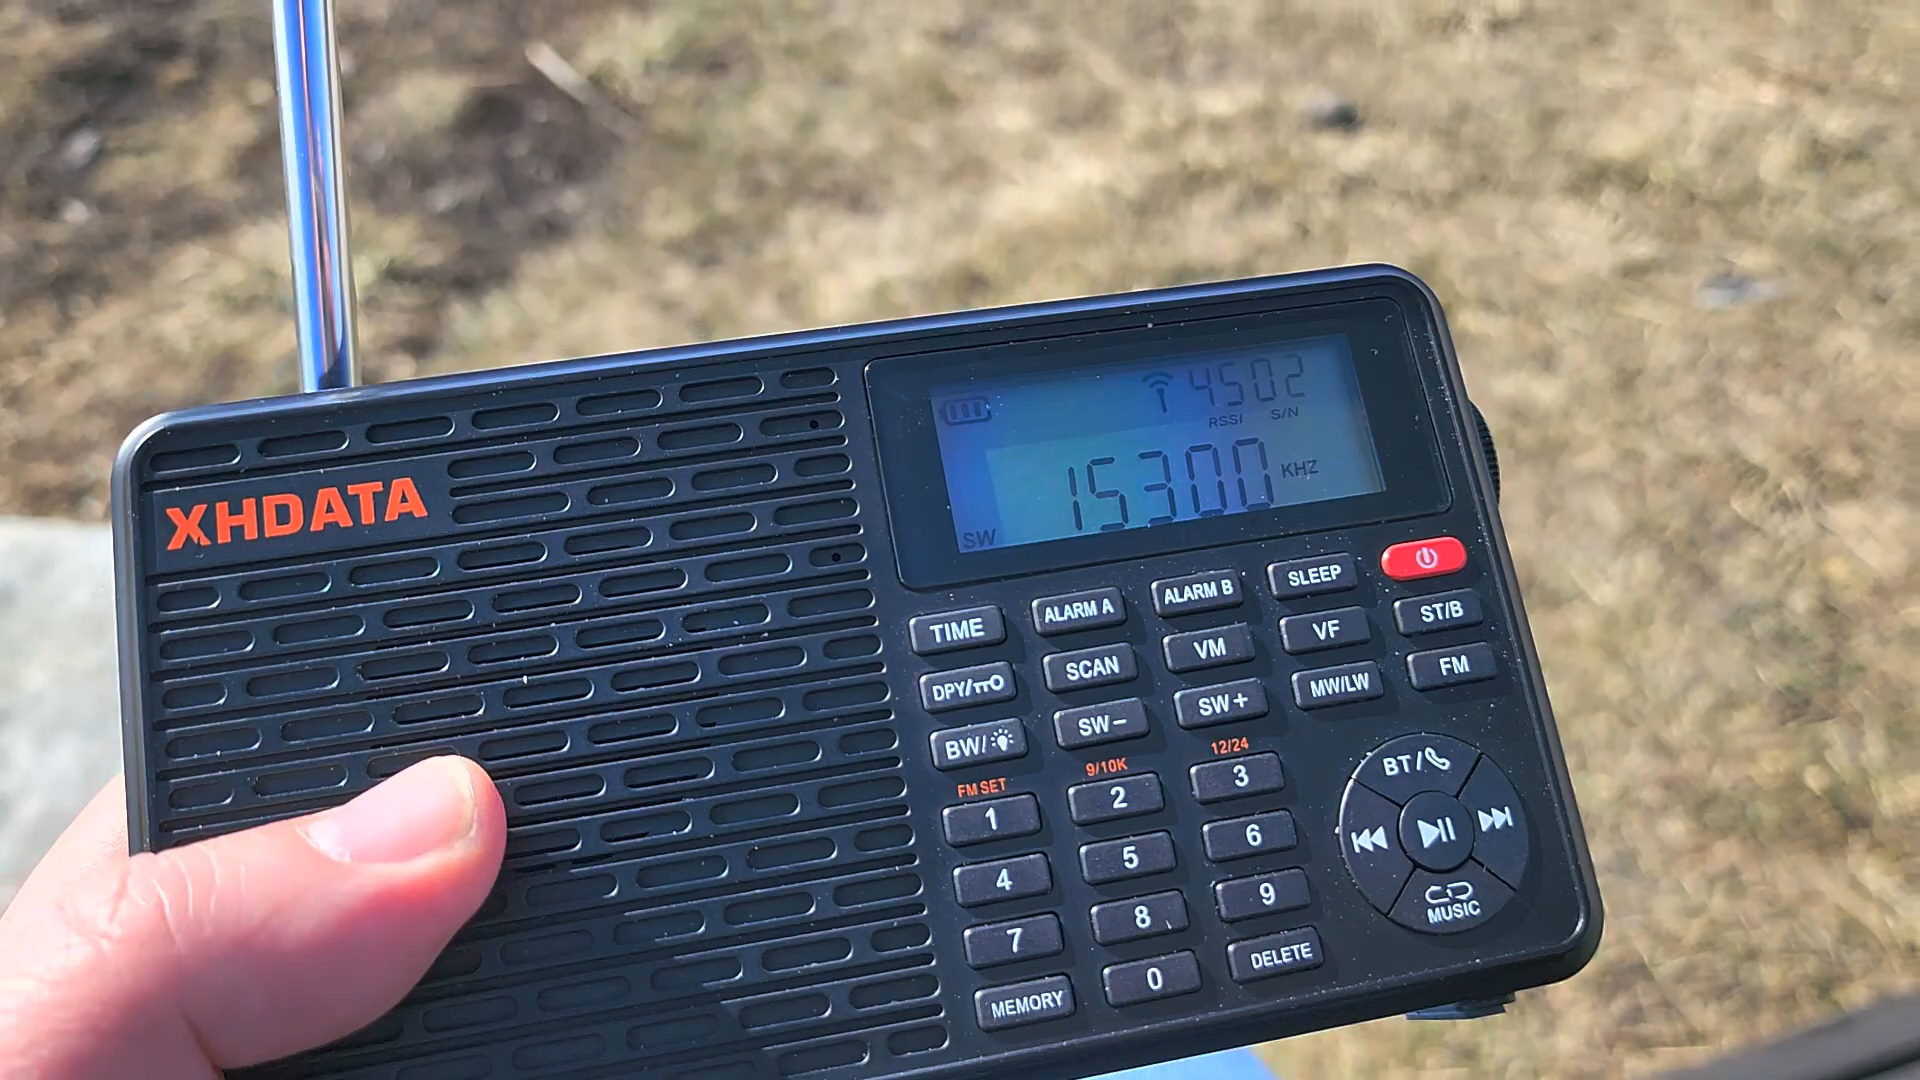 XHDATA
4502
RSSI S/N
15300 KHZ
SW
TIME ALARM A ALARM B SLEEP
DPY/ SCAN VM VF ST/B
BW/ SW− SW+ MW/LW FM
FM SET 9/10K 12/24
1 2 3
4 5 6
7 8 9
MEMORY 0 DELETE
BT/
MUSIC